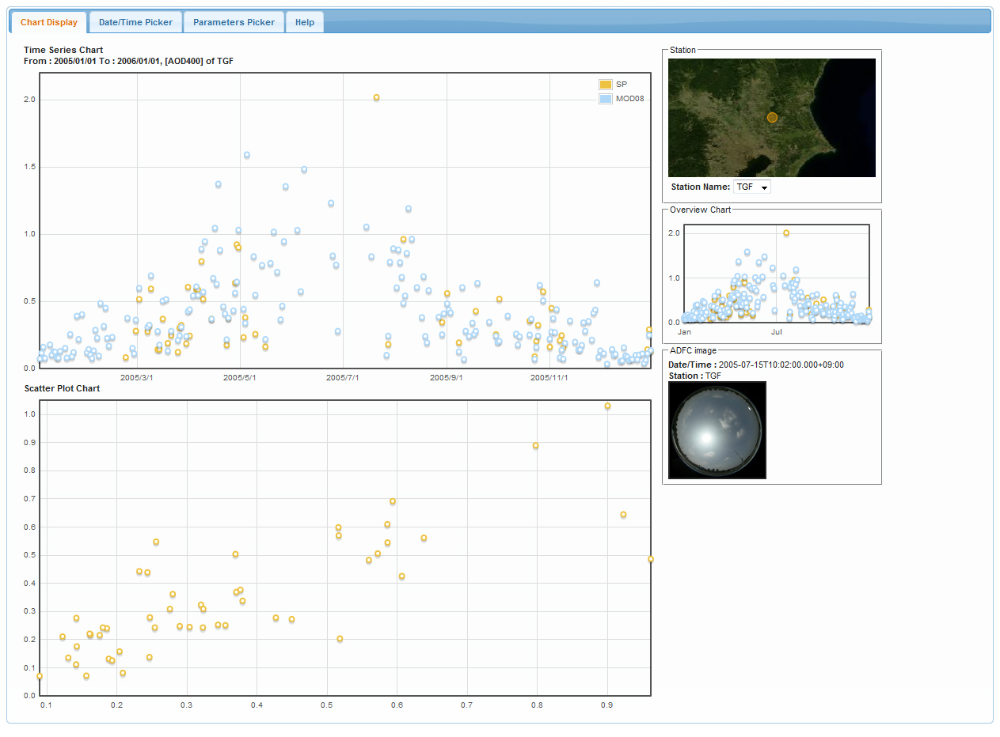 Chart Display
Date/Time Picker
Parameters Picker
Help
Time Series Chart
From : 2005/01/01 To : 2006/01/01, [AOD400] of TGF
SP
MOD08
2.0
1.5
1.0
0.5
0.0
2005/3/1
2005/5/1
2005/7/1
2005/9/1
2005/11/1
Scatter Plot Chart
1.0
0.9
0.8
0.7
0.6
0.5
0.4
0.3
0.2
0.1
0.0
0.1
0.2
0.3
0.4
0.5
0.6
0.7
0.8
0.9
Station
Station Name: TGF
Overview Chart
2.0
1.0
0.0
Jan
Jul
ADFC image
Date/Time : 2005-07-15T10:02:00.000+09:00
Station : TGF